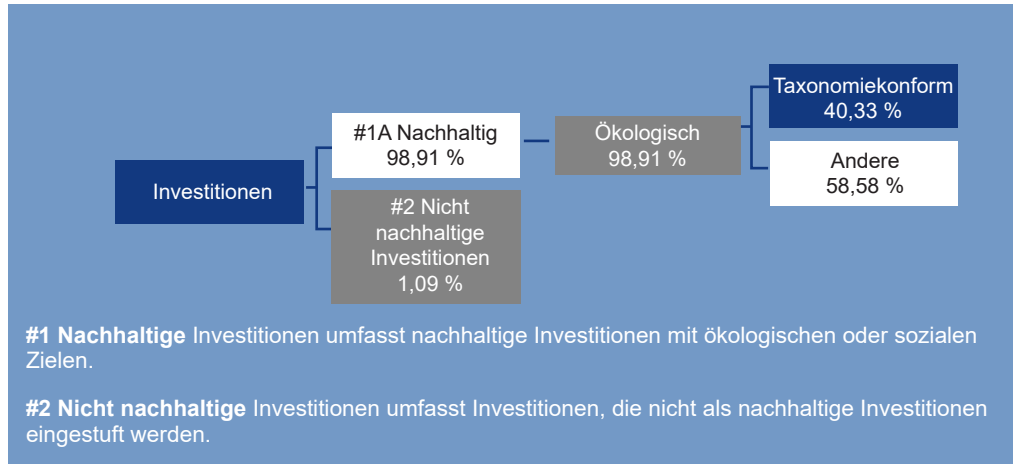 Investitionen
#1A Nachhaltig
98,91 %
#2 Nicht
nachhaltige
Investitionen
1,09 %
Ökologisch
98,91 %
Taxonomiekonform
40,33 %
Andere
58,58 %
#1 Nachhaltige Investitionen umfasst nachhaltige Investitionen mit ökologischen oder sozialen
Zielen.
#2 Nicht nachhaltige Investitionen umfasst Investitionen, die nicht als nachhaltige Investitionen
eingestuft werden.